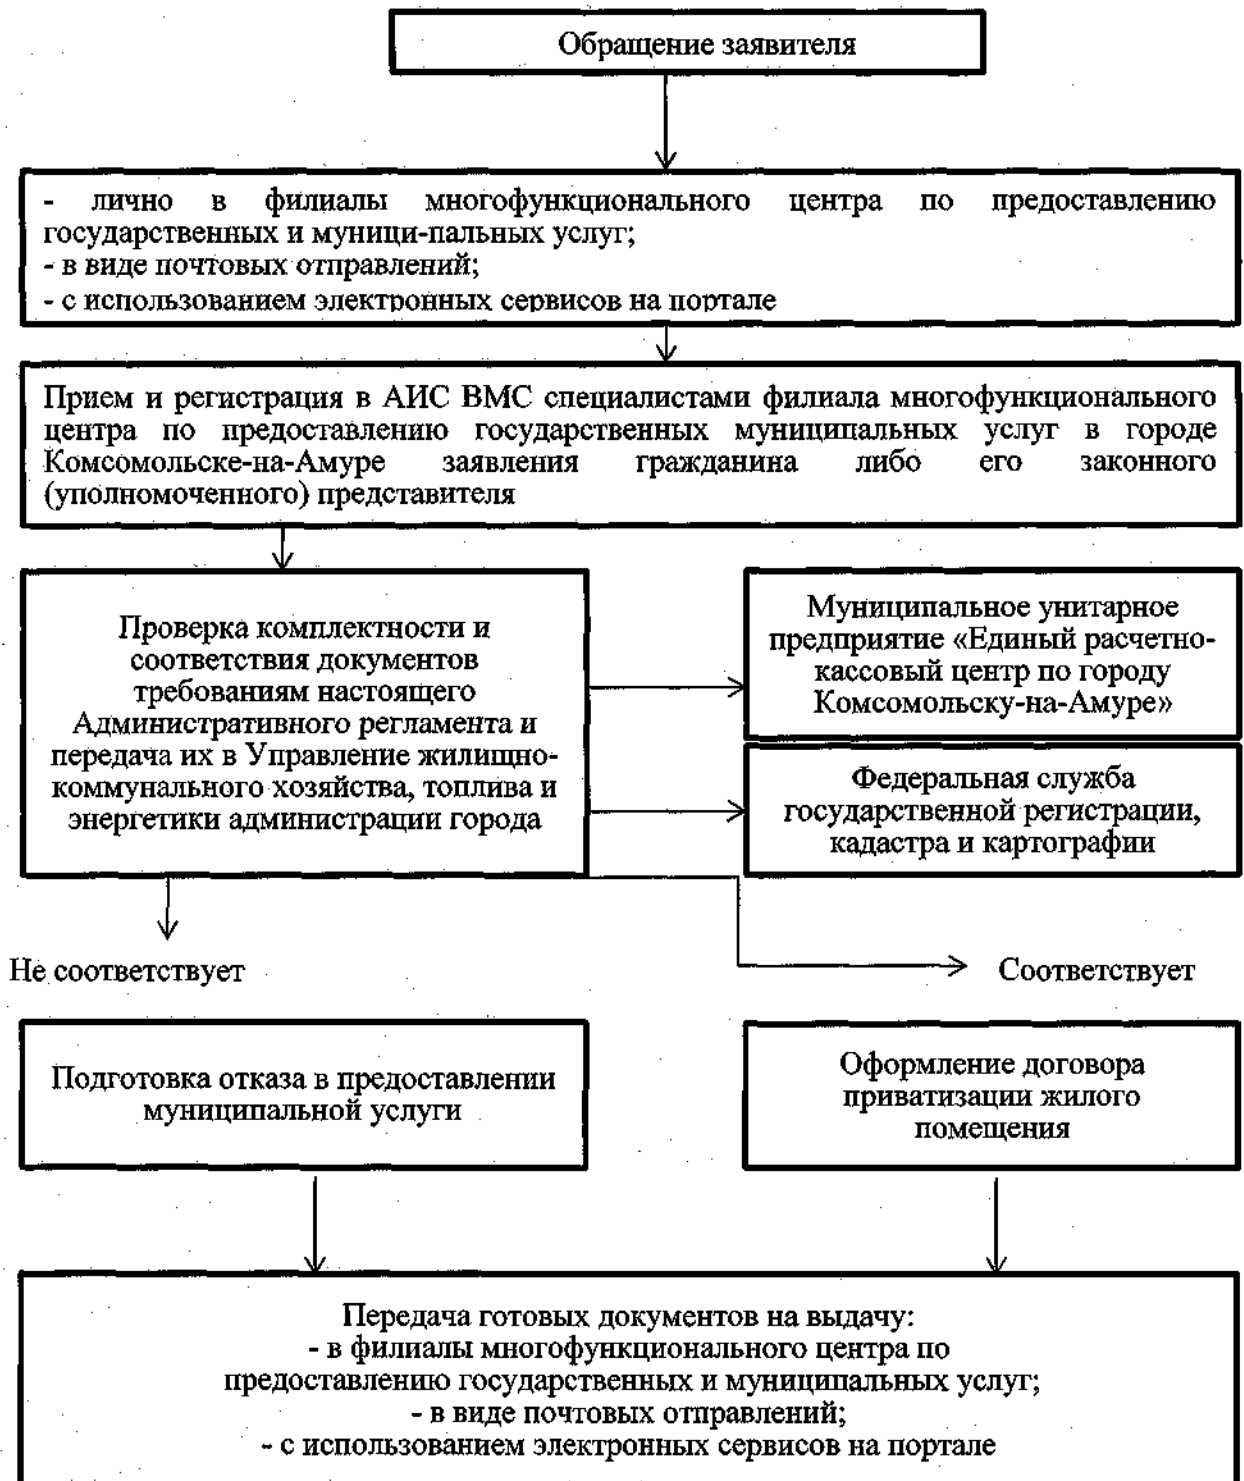 Обращение заявителя
- лично в филиалы многофункционального центра по предоставлению
государственных и муници-пальных услуг;
- в виде почтовых отправлений;
- с использованием электронных сервисов на портале
Прием и регистрация в АИС ВМС специалистами филиала многофункционального
центра по предоставлению государственных муниципальных услуг в городе
Комсомольске-на-Амуре заявления гражданина либо его законного
(уполномоченного) представителя
Проверка комплектности и
соответствия документов
требованиям настоящего
Административного регламента и
передача их в Управление жилищно-
коммунального хозяйства, топлива и
энергетики администрации города
Муниципальное унитарное
предприятие «Единый расчетно-
кассовый центр по городу
Комсомольску-на-Амуре»
Федеральная служба
государственной регистрации,
кадастра и картографии
Не соответствует
Соответствует
Подготовка отказа в предоставлении
муниципальной услуги
Оформление договора
приватизации жилого
помещения
Передача готовых документов на выдачу:
- в филиалы многофункционального центра по
предоставлению государственных и муниципальных услуг;
- в виде почтовых отправлений;
- с использованием электронных сервисов на портале